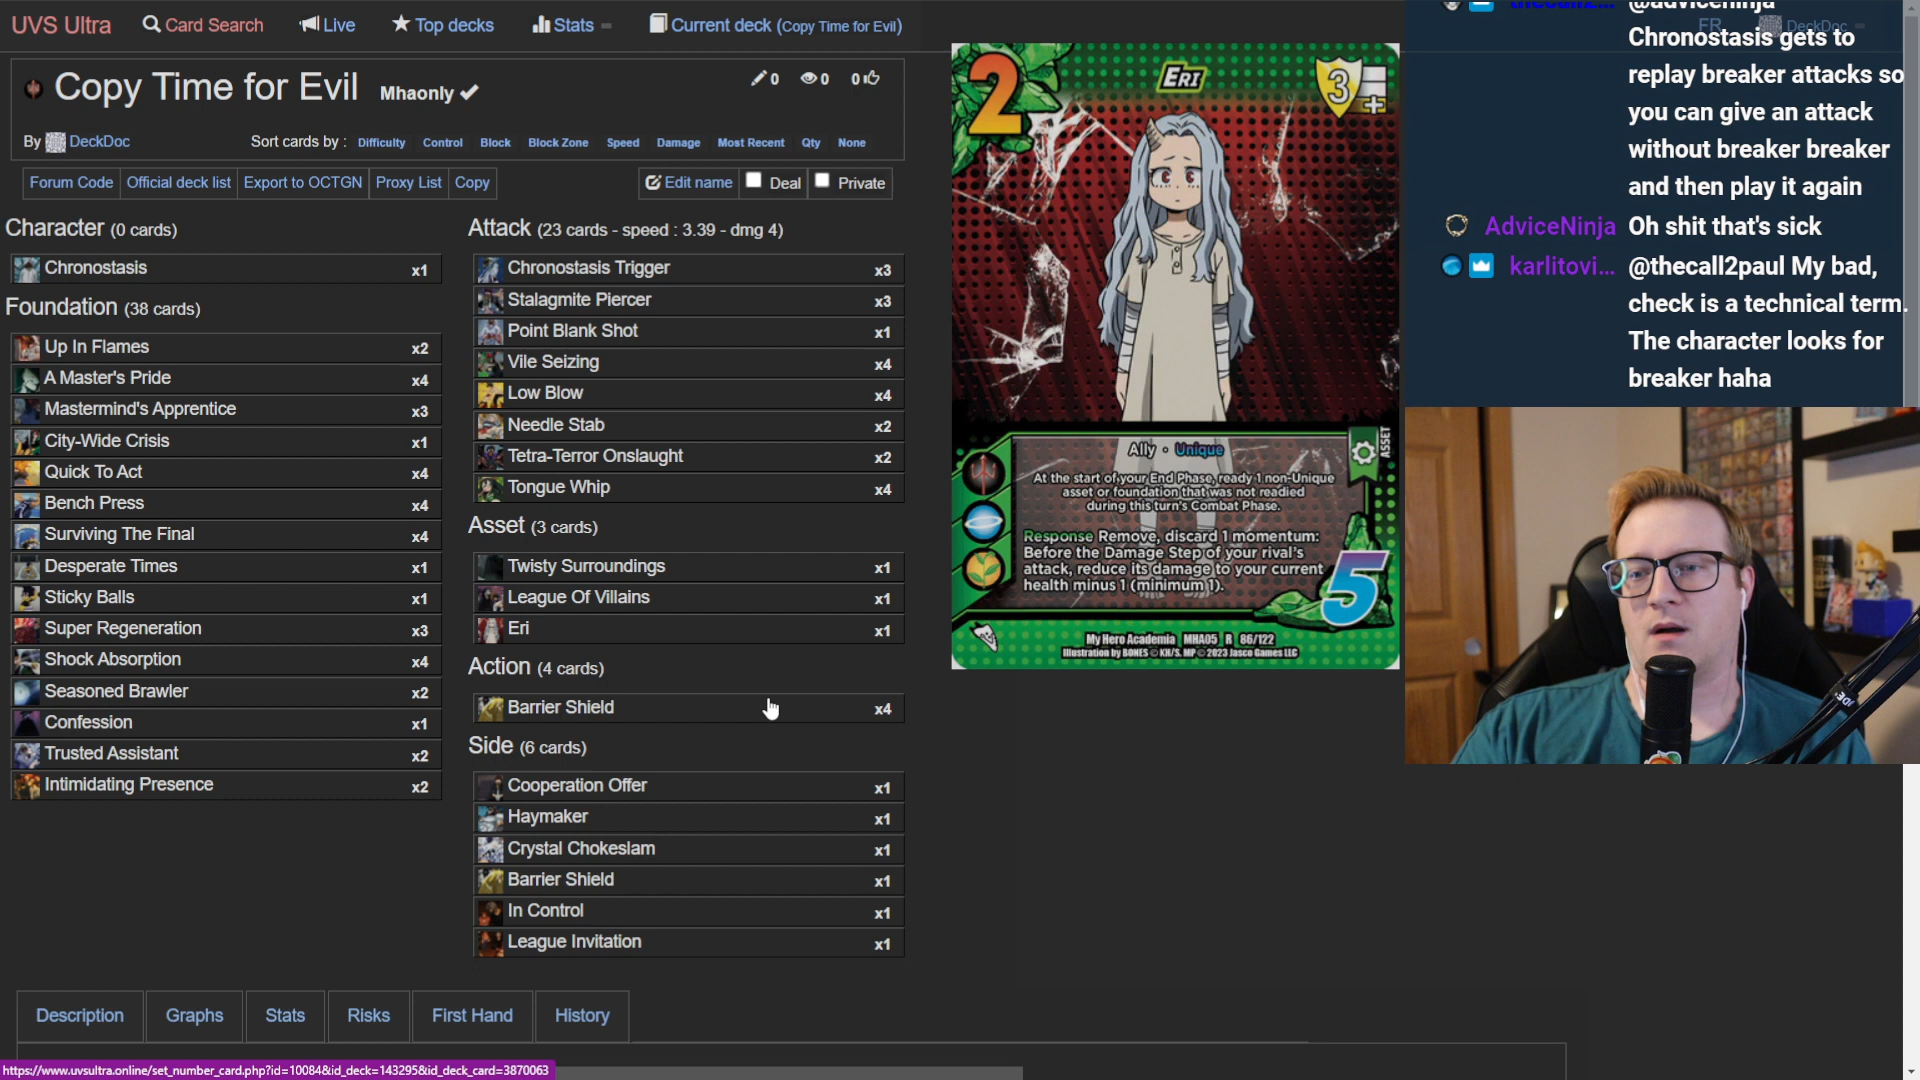 UVS Ultra Card Search Live Top decks Stats Current deck (Copy Time for Evil)
FR DeckDoc
Copy Time for Evil Mhaonly
0 0 0
By DeckDoc
Sort cards by : Difficulty Control Block Block Zone Speed Damage Most Recent Qty None
Forum Code Official deck list Export to OCTGN Proxy List Copy
Edit name Deal Private
Character (0 cards)
Chronostasis x1
Foundation (38 cards)
Up In Flames x2
A Master's Pride x4
Mastermind's Apprentice x3
City-Wide Crisis x1
Quick To Act x4
Bench Press x4
Surviving The Final x4
Desperate Times x1
Sticky Balls x1
Super Regeneration x3
Shock Absorption x4
Seasoned Brawler x2
Confession x1
Trusted Assistant x2
Intimidating Presence x2
Attack (23 cards - speed : 3.39 - dmg 4)
Chronostasis Trigger x3
Stalagmite Piercer x3
Point Blank Shot x1
Vile Seizing x4
Low Blow x4
Needle Stab x2
Tetra-Terror Onslaught x2
Tongue Whip x4
Asset (3 cards)
Twisty Surroundings x1
League Of Villains x1
Eri x1
Action (4 cards)
Barrier Shield x4
Side (6 cards)
Cooperation Offer x1
Haymaker x1
Crystal Chokeslam x1
Barrier Shield x1
In Control x1
League Invitation x1
Description Graphs Stats Risks First Hand History
https://www.uvsultra.online/set_number_card.php?id=10084&id_deck=143295&id_deck_card=3870063
2 ERI 3
+
ASSET
Ally • Unique
At the start of your End Phase, ready 1 non-Unique
asset or foundation that was not readied
during this turn's Combat Phase.
Response Remove, discard 1 momentum:
Before the Damage Step of your rival's
attack, reduce its damage to your current
health minus 1 (minimum 1).
5
My Hero Academia MHA05 R 86/122
Illustration by BONES © KH/S, MP © 2023 Jasco Games LLC
@adviceninja
Chronostasis gets to
replay breaker attacks so
you can give an attack
without breaker breaker
and then play it again
AdviceNinja Oh shit that's sick
karlitovi... @thecall2paul My bad,
check is a technical term.
The character looks for
breaker haha